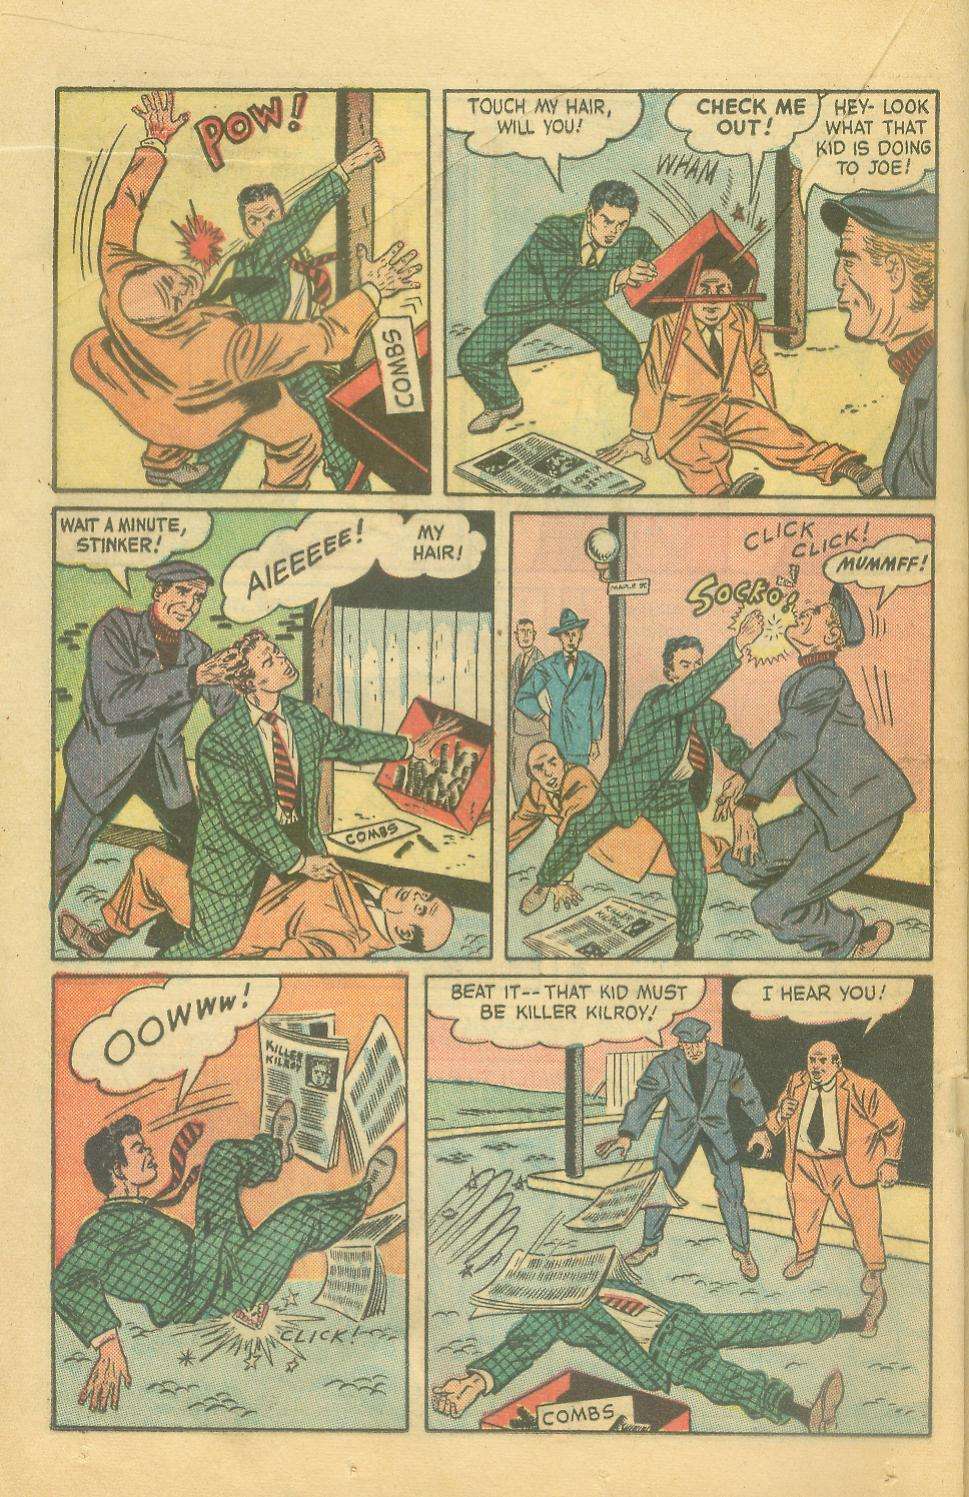 POW!
COMBS
TOUCH MY HAIR,
WILL YOU!
WHAM
CHECK ME
OUT!
HEY- LOOK
WHAT THAT
KID IS DOING
TO JOE!
WAIT A MINUTE,
STINKER!
AIEEEEE!
MY
HAIR!
COMBS
CLICK
CLICK!
SOCKO!
MUMMFF!
OOWWW!
KILLER
KILROY
CLICK!
BEAT IT-- THAT KID MUST
BE KILLER KILROY!
I HEAR YOU!
COMBS